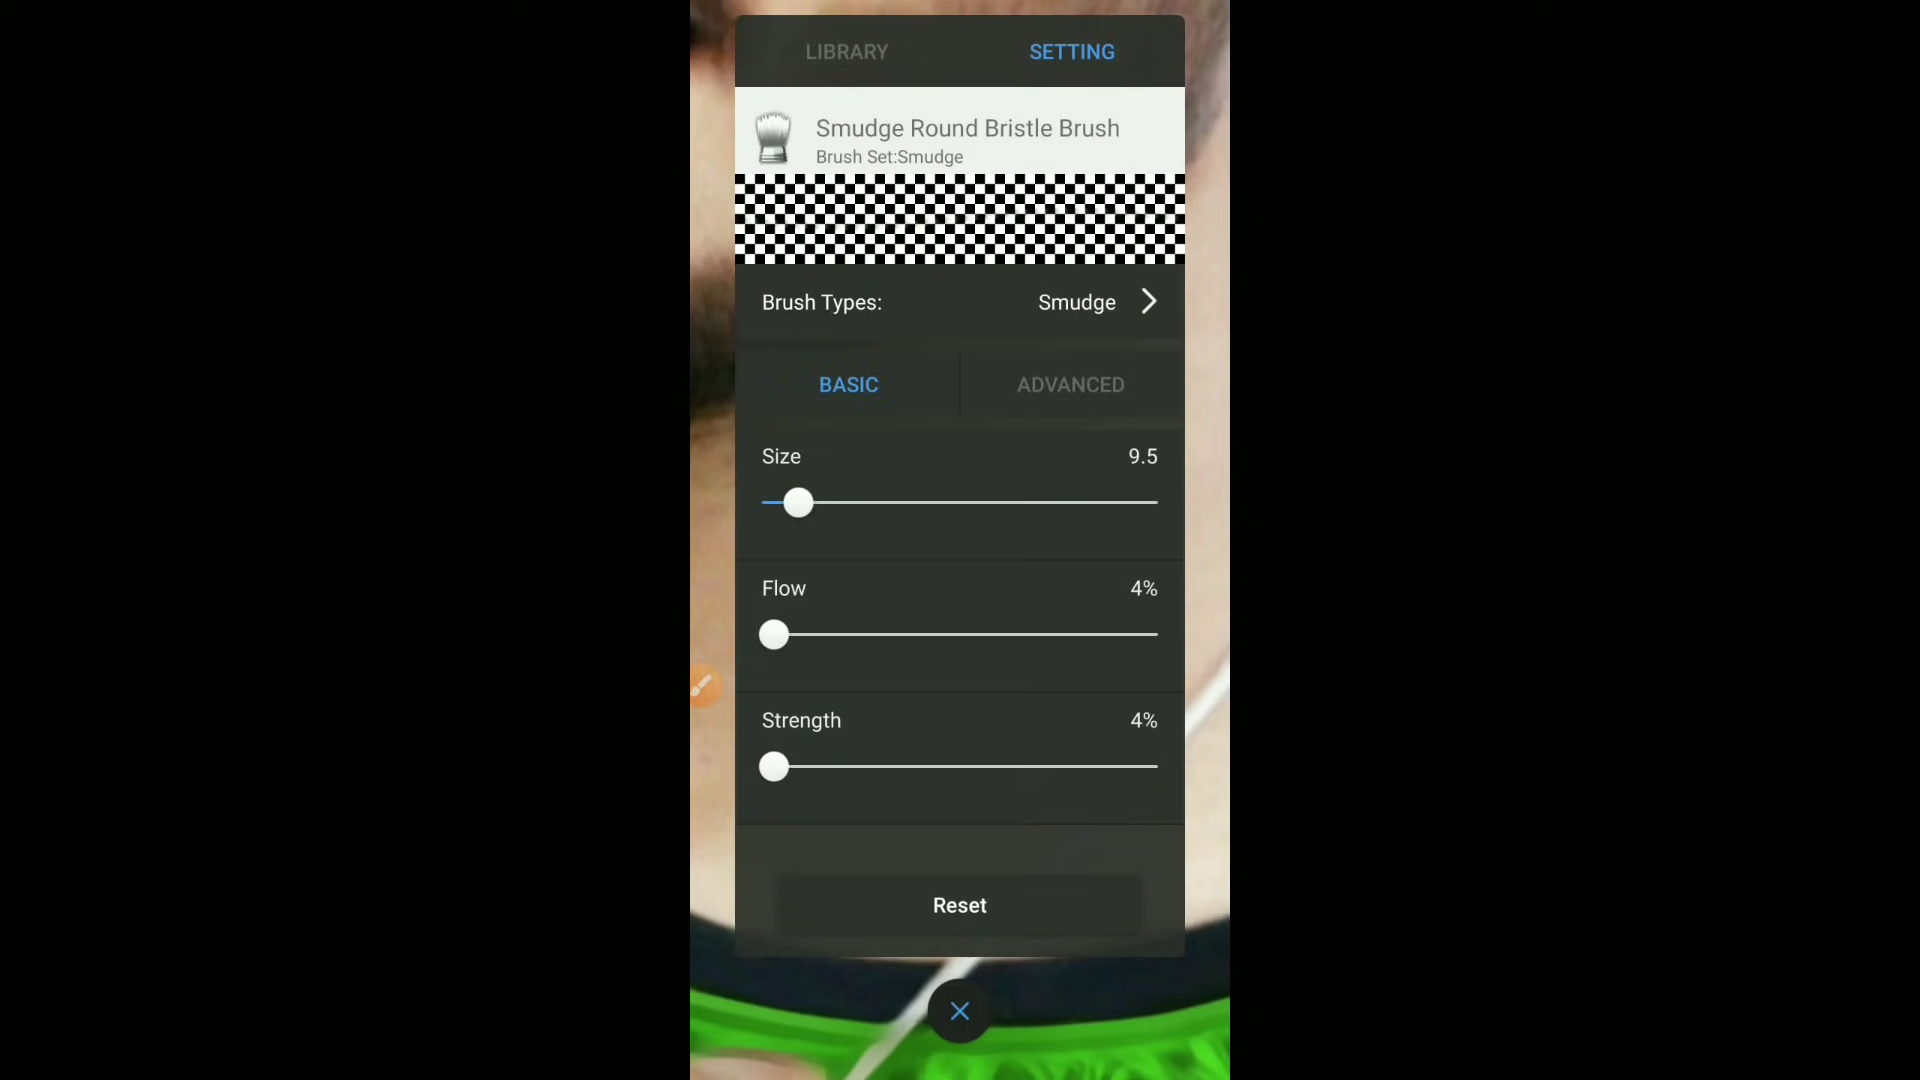 LIBRARY SETTING
Smudge Round Bristle Brush
Brush Set:Smudge
Brush Types: Smudge
BASIC ADVANCED
Size 9.5
Flow 4%
Strength 4%
Reset